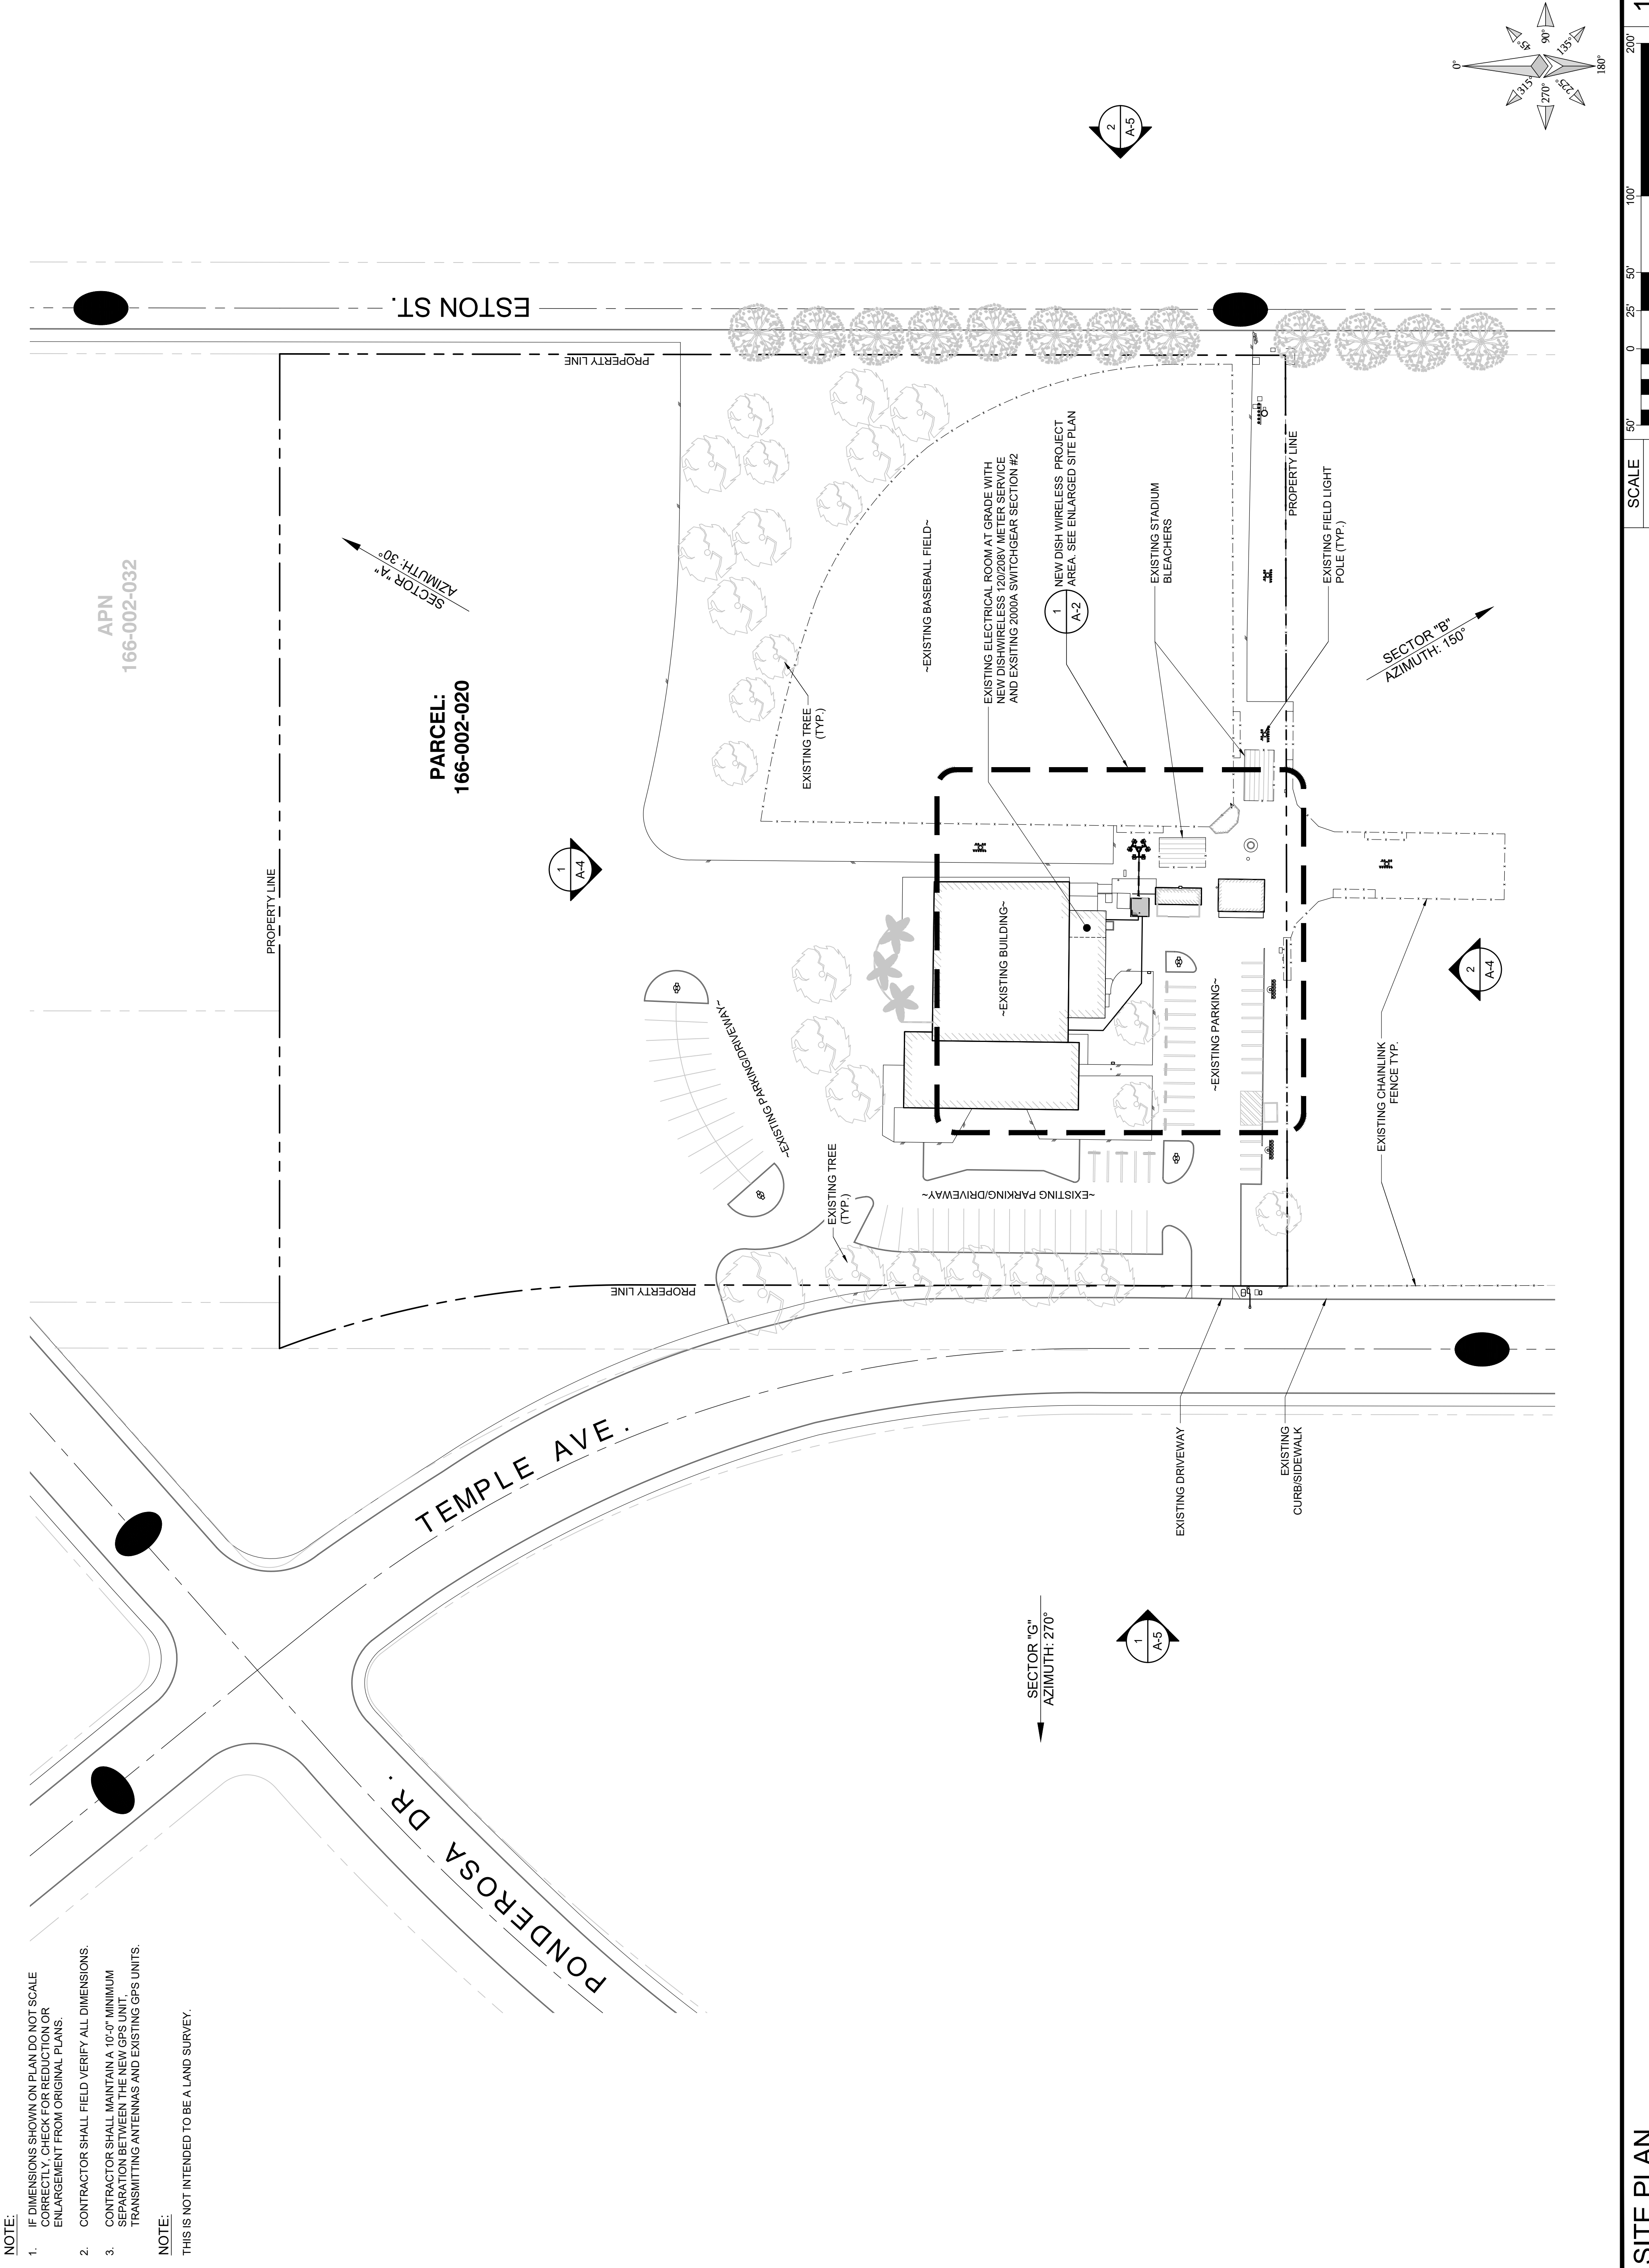 NOTE:
1. IF DIMENSIONS SHOWN ON PLAN DO NOT SCALE
CORRECTLY, CHECK FOR REDUCTION OR
ENLARGEMENT FROM ORIGINAL PLANS.
2. CONTRACTOR SHALL FIELD VERIFY ALL DIMENSIONS.
3. CONTRACTOR SHALL MAINTAIN A 10'-0" MINIMUM
SEPARATION BETWEEN THE NEW GPS UNIT,
TRANSMITTING ANTENNAS AND EXISTING GPS UNITS.
NOTE:
THIS IS NOT INTENDED TO BE A LAND SURVEY.
APN
166-002-032
PROPERTY LINE
PARCEL:
166-002-020
SECTOR "A"
AZIMUTH: 30°
ESTON ST.
PROPERTY LINE
TEMPLE AVE.
PONDEROSA DR.
PROPERTY LINE
1
A-4
~EXISTING PARKING/DRIVEWAY~
EXISTING TREE
(TYP.)
EXISTING TREE
(TYP.)
~EXISTING PARKING/DRIVEWAY~
~EXISTING BASEBALL FIELD~
~EXISTING BUILDING~
EXISTING ELECTRICAL ROOM AT GRADE WITH
NEW DISHWIRELESS 120/208V METER SERVICE
AND EXSITING 2000A SWITCHGEAR SECTION #2
1
A-2
NEW DISH WIRELESS PROJECT
AREA. SEE ENLARGED SITE PLAN
2
A-5
SECTOR "G"
AZIMUTH: 270°
1
A-5
EXISTING STADIUM
BLEACHERS
~EXISTING PARKING~
EXISTING DRIVEWAY
PROPERTY LINE
EXISTING
CURB/SIDEWALK
EXISTING FIELD LIGHT
POLE (TYP.)
EXISTING CHAINLINK
FENCE TYP.
SECTOR "B"
AZIMUTH: 150°
2
A-4
0°
45°
90°
135°
180°
225°
270°
315°
SITE PLAN
SCALE
50' 0 25' 50' 100' 200'
1